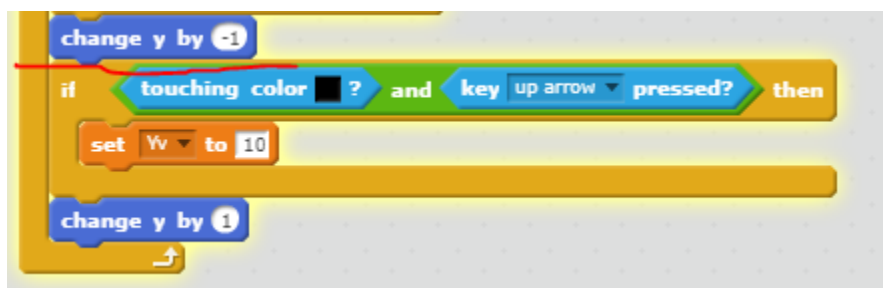 change y by -1
if touching color ? and key up arrow pressed? then
set Yv to 10
change y by 1